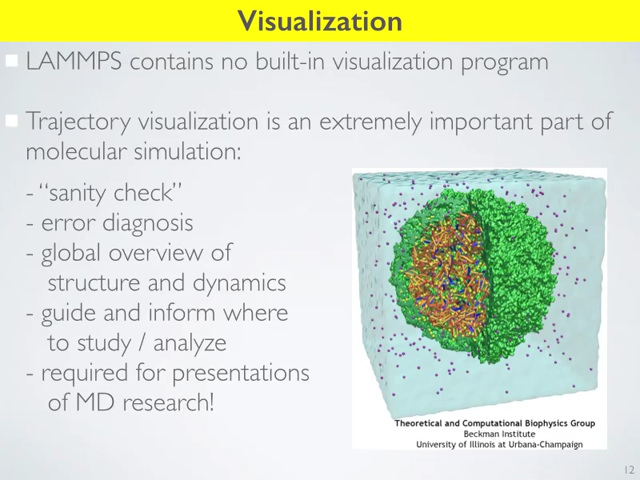 Visualization
LAMMPS contains no built-in visualization program
Trajectory visualization is an extremely important part of
molecular simulation:
- “sanity check”
- error diagnosis
- global overview of
structure and dynamics
- guide and inform where
to study / analyze
- required for presentations
of MD research!
Theoretical and Computational Biophysics Group
Beckman Institute
University of Illinois at Urbana-Champaign
12